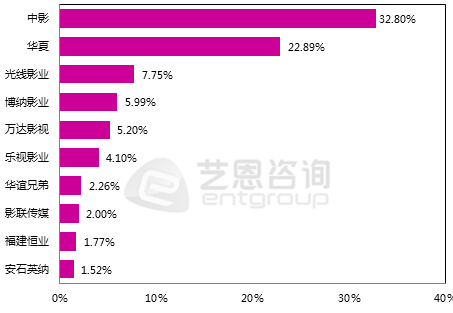 中影 32.80%
华夏 22.89%
光线影业 7.75%
博纳影业 5.99%
万达影视 5.20%
乐视影业 4.10%
华谊兄弟 2.26%
影联传媒 2.00%
福建恒业 1.77%
安石英纳 1.52%
0% 10% 20% 30% 40%
艺恩咨询
entgroup